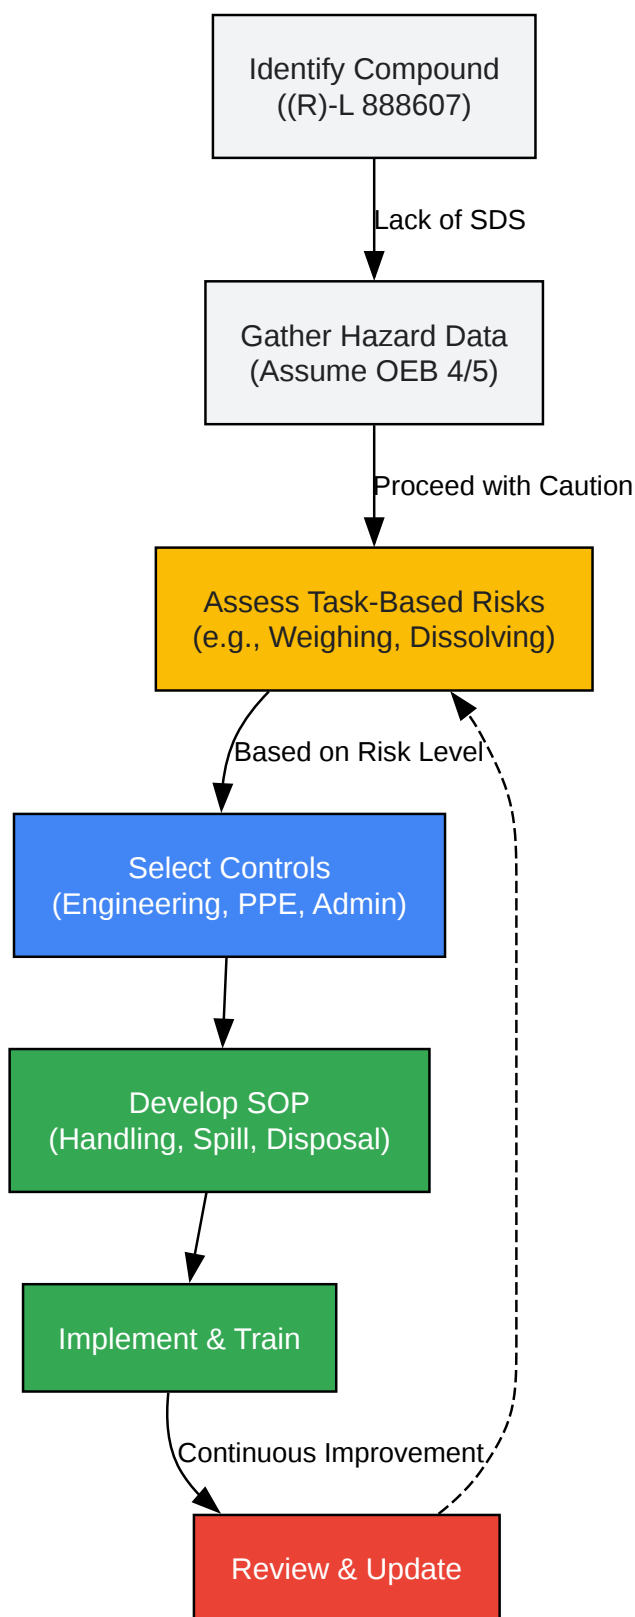 Identify Compound
((R)-L 888607)
Lack of SDS
Gather Hazard Data
(Assume OEB 4/5)
Proceed with Caution
Assess Task-Based Risks
(e.g., Weighing, Dissolving)
Based on Risk Level
Select Controls
(Engineering, PPE, Admin)
Develop SOP
(Handling, Spill, Disposal)
Implement & Train
Continuous Improvement
Review & Update